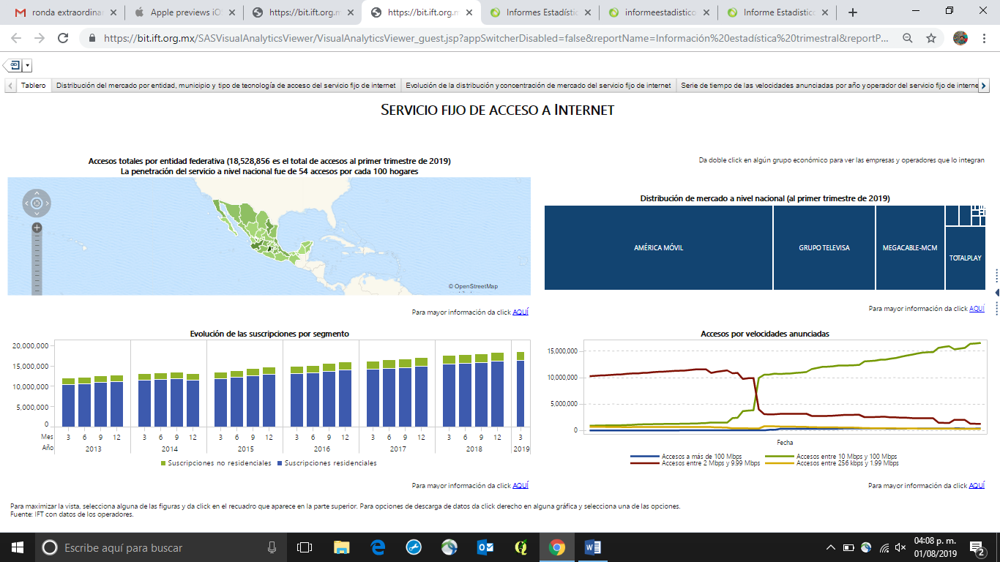 ronda extraordinar
Apple previews iO
https://bit.ift.org.m
https://bit.ift.org.m
Informes Estadístic
informeestadistico
Informe Estadistico
https://bit.ift.org.mx/SASVisualAnalyticsViewer/VisualAnalyticsViewer_guest.jsp?appSwitcherDisabled=false&reportName=Información%20estadística%20trimestral&reportP...
Tablero
Distribución del mercado por entidad, municipio y tipo de tecnología de acceso del servicio fijo de internet
Evolución de la distribución y concentración de mercado del servicio fijo de internet
Serie de tiempo de las velocidades anunciadas por año y operador del servicio fijo de interne
SERVICIO FIJO DE ACCESO A INTERNET
Accesos totales por entidad federativa (18,528,856 es el total de accesos al primer trimestre de 2019)
La penetración del servicio a nivel nacional fue de 54 accesos por cada 100 hogares
© OpenStreetMap
Para mayor información da click AQUÍ
Da doble click en algún grupo económico para ver las empresas y operadores que lo integran
Distribución de mercado a nivel nacional (al primer trimestre de 2019)
AMÉRICA MÓVIL
GRUPO TELEVISA
MEGACABLE-MCM
TOTALPLAY
Para mayor información da click AQUÍ
Evolución de las suscripciones por segmento
20,000,000
15,000,000
10,000,000
5,000,000
0
Mes 3 6 9 12 3 6 9 12 3 6 9 12 3 6 9 12 3 6 9 12 3 6 9 12 3
Año 2013 2014 2015 2016 2017 2018 2019
Suscripciones no residenciales Suscripciones residenciales
Para mayor información da click AQUÍ
Accesos por velocidades anunciadas
15,000,000
10,000,000
5,000,000
0
Fecha
Accesos a más de 100 Mbps Accesos entre 10 Mbps y 100 Mbps
Accesos entre 2 Mbps y 9.99 Mbps Accesos entre 256 kbps y 1.99 Mbps
Para mayor información da click AQUÍ
Para maximizar la vista, selecciona alguna de las figuras y da click en el recuadro que aparece en la parte superior. Para opciones de descarga de datos da click derecho en alguna gráfica y selecciona una de las opciones.
Fuente: IFT con datos de los operadores.
Escribe aquí para buscar
04:08 p. m.
01/08/2019
2